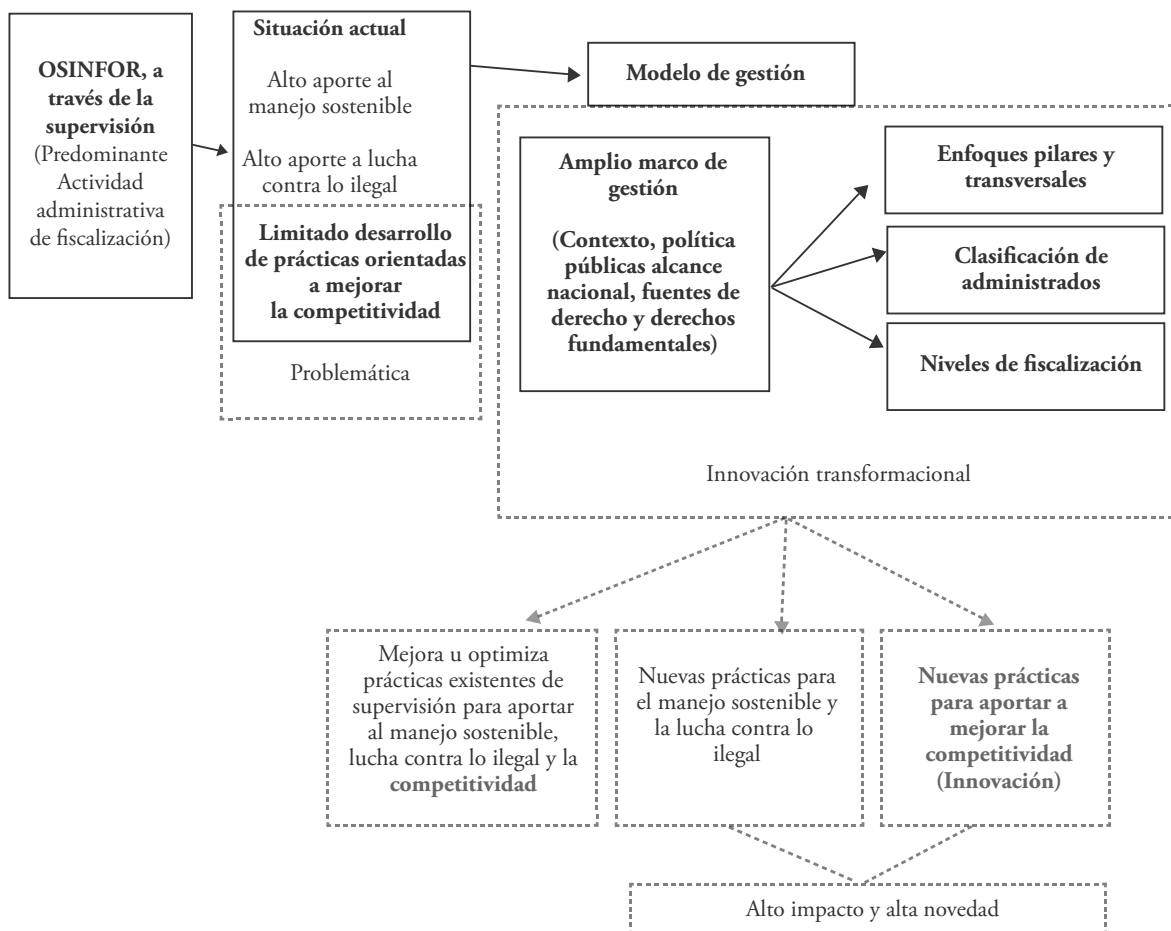 OSINFOR, a
través de la
supervisión
(Predominante
Actividad
administrativa
de fiscalización)
Situación actual
Alto aporte al
manejo sostenible
Alto aporte a lucha
contra lo ilegal
Limitado desarrollo
de prácticas orientadas
a mejorar
la competitividad
Problemática
Modelo de gestión
Amplio marco de
gestión
(Contexto, política
públicas alcance
nacional, fuentes de
derecho y derechos
fundamentales)
Enfoques pilares y
transversales
Clasificación de
administrados
Niveles de fiscalización
Innovación transformacional
Mejora u optimiza
prácticas existentes de
supervisión para aportar
al manejo sostenible,
lucha contra lo ilegal y la
competitividad
Nuevas prácticas para
el manejo sostenible y
la lucha contra lo
ilegal
Nuevas prácticas
para aportar a
mejorar la
competitividad
(Innovación)
Alto impacto y alta novedad